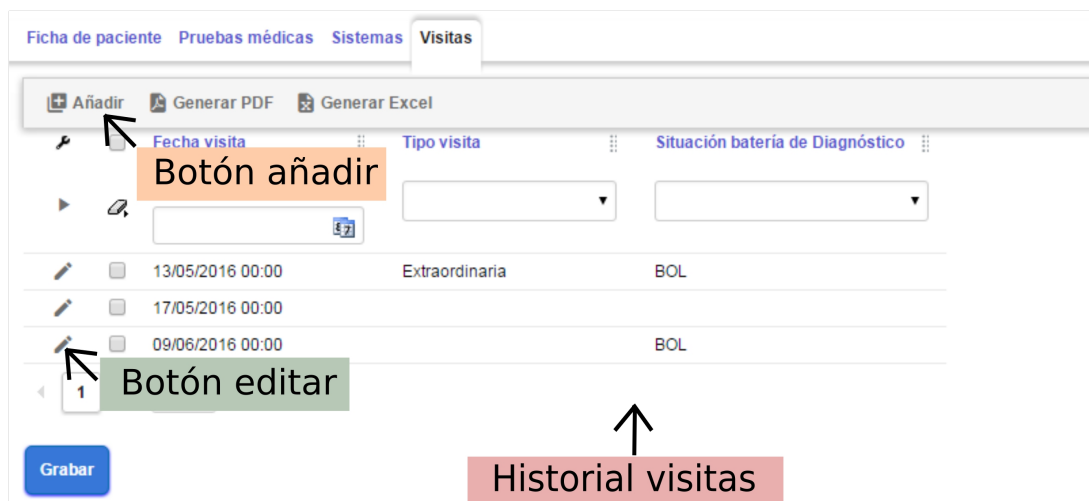 Ficha de paciente Pruebas médicas Sistemas Visitas
Añadir Generar PDF Generar Excel
Fecha visita Tipo visita Situación batería de Diagnóstico
Botón añadir
13/05/2016 00:00 Extraordinaria BOL
17/05/2016 00:00
09/06/2016 00:00 BOL
Botón editar
1
Grabar
Historial visitas